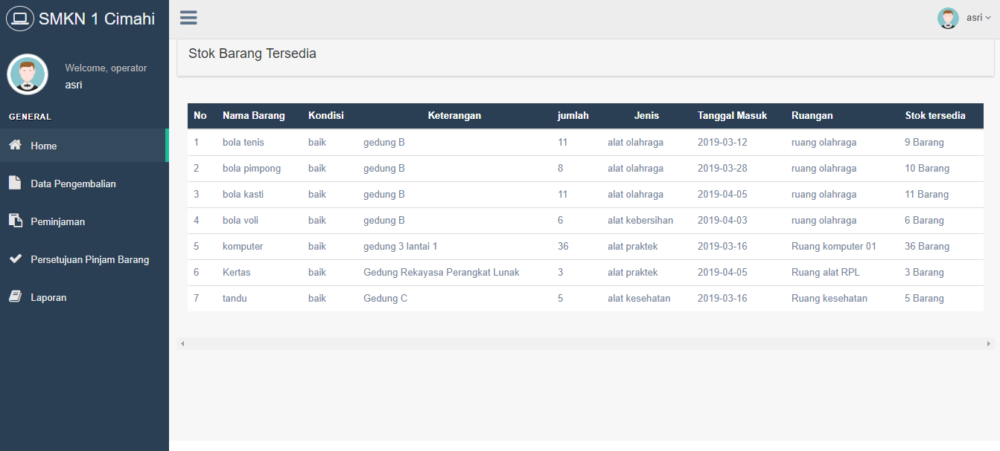 SMKN 1 Cimahi
asri
Welcome, operator
asri
GENERAL
Home
Data Pengembalian
Peminjaman
Persetujuan Pinjam Barang
Laporan
Stok Barang Tersedia
No Nama Barang Kondisi Keterangan jumlah Jenis Tanggal Masuk Ruangan Stok tersedia
1 bola tenis baik gedung B 11 alat olahraga 2019-03-12 ruang olahraga 9 Barang
2 bola pimpong baik gedung B 8 alat olahraga 2019-03-28 ruang olahraga 10 Barang
3 bola kasti baik gedung B 11 alat olahraga 2019-04-05 ruang olahraga 11 Barang
4 bola voli baik gedung B 6 alat kebersihan 2019-04-03 ruang olahraga 6 Barang
5 komputer baik gedung 3 lantai 1 36 alat praktek 2019-03-16 Ruang komputer 01 36 Barang
6 Kertas baik Gedung Rekayasa Perangkat Lunak 3 alat praktek 2019-04-05 Ruang alat RPL 3 Barang
7 tandu baik Gedung C 5 alat kesehatan 2019-03-16 Ruang kesehatan 5 Barang